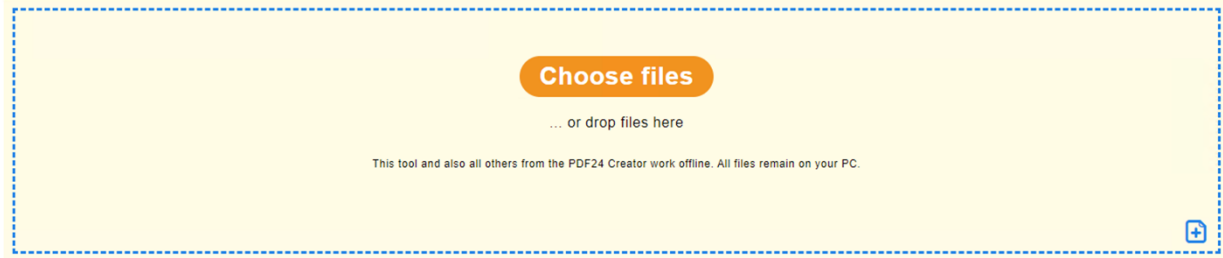 Choose files
... or drop files here
This tool and also all others from the PDF24 Creator work offline. All files remain on your PC.